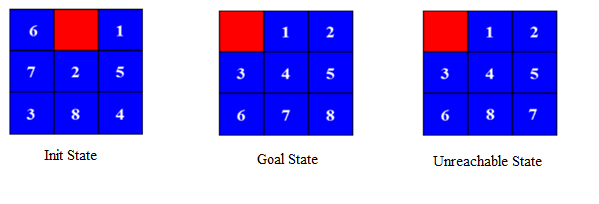 6 1
7 2 5
3 8 4
Init State
1 2
3 4 5
6 7 8
Goal State
1 2
3 4 5
6 8 7
Unreachable State